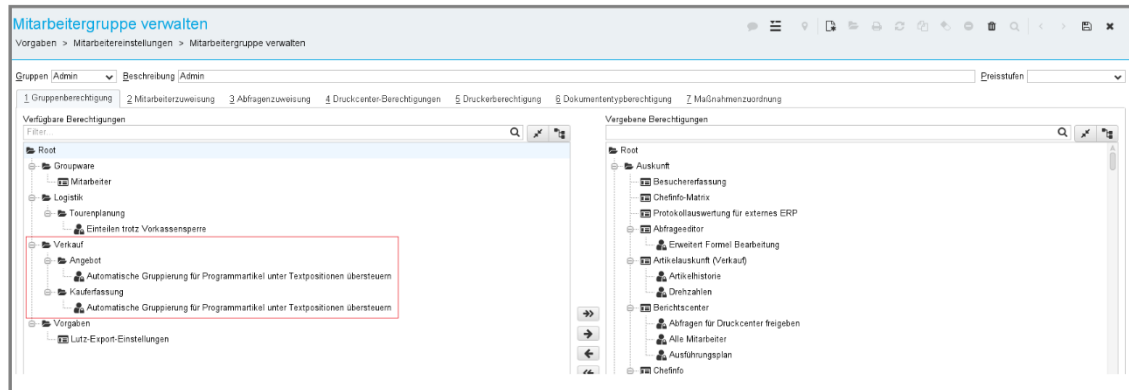 Mitarbeitergruppe verwalten
Vorgaben > Mitarbeitereinstellungen > Mitarbeitergruppe verwalten
Gruppen Admin Beschreibung Admin Preisstufen
1 Gruppenberechtigung 2 Mitarbeiterzuweisung 3 Abfragenzuweisung 4 Druckcenter-Berechtigungen 5 Druckerberechtigung 6 Dokumententypberechtigung 7 Maßnahmenzuordnung
Verfügbare Berechtigungen
Filter...
Root
Groupware
Mitarbeiter
Logistik
Tourenplanung
Einteilen trotz Vorkassensperre
Verkauf
Angebot
Automatische Gruppierung für Programmartikel unter Textpositionen übersteuern
Kauferfassung
Automatische Gruppierung für Programmartikel unter Textpositionen übersteuern
Vorgaben
Lutz-Export-Einstellungen
Vergebene Berechtigungen
Root
Auskunft
Besuchererfassung
Chefinfo-Matrix
Protokollauswertung für externes ERP
Abfrageeditor
Erweitert Formel Bearbeitung
Artikelauskunft (Verkauf)
Artikelhistorie
Drehzahlen
Berichtscenter
Abfragen für Druckcenter freigeben
Alle Mitarbeiter
Ausführungsplan
Chefinfo